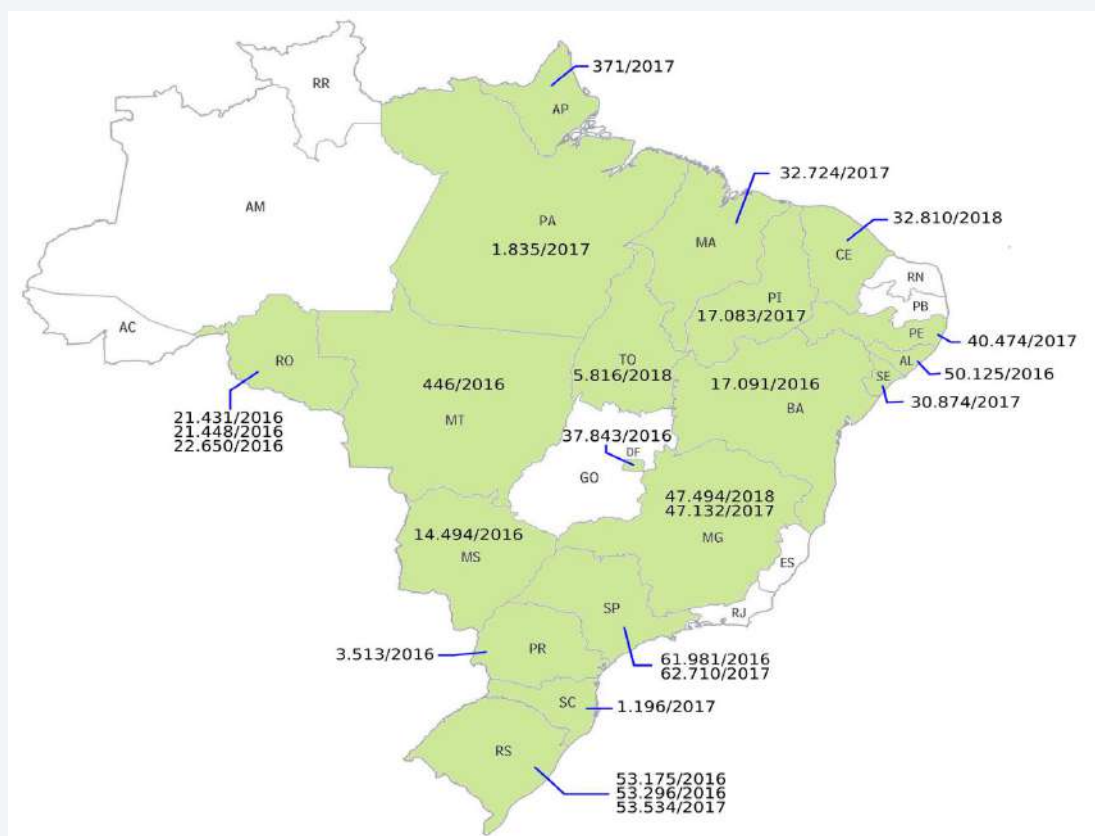 371/2017
RR
AP
32.724/2017
AM
PA
32.810/2018
1.835/2017
MA
CE
RN
PI
PB
17.083/2017
AC
PE
40.474/2017
RO
TO
AL
50.125/2016
446/2016
5.816/2018
17.091/2016
SE
30.874/2017
21.431/2016
21.448/2016
22.650/2016
MT
BA
37.843/2016
DF
GO
47.494/2018
47.132/2017
14.494/2016
MG
MS
ES
SP
RJ
3.513/2016
PR
61.981/2016
62.710/2017
SC
1.196/2017
RS
53.175/2016
53.296/2016
53.534/2017